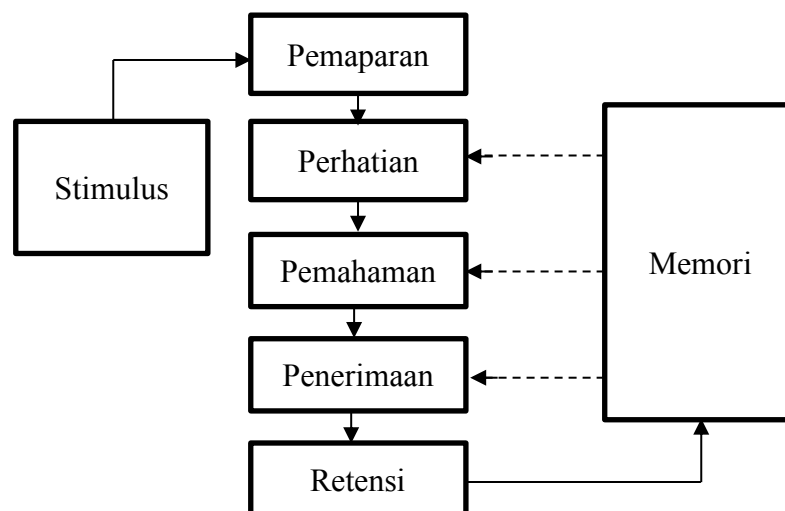 Pemaparan
Stimulus
Perhatian
Pemahaman
Memori
Penerimaan
Retensi